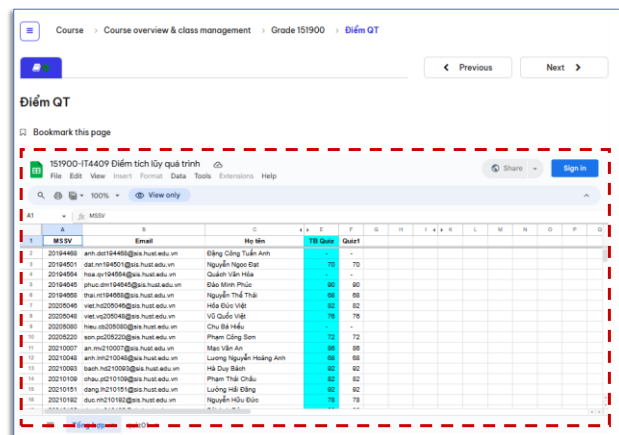 Course > Course overview & class management > Grade 151900 > Điểm QT
Previous Next
Điểm QT
Bookmark this page
151900-IT4409 Điểm tích lũy quá trình
Share
Sign in
File Edit View Insert Format Data Tools Extensions Help
100% View only
A1 fx MSSV
A B C E F G H I K L M N O P Q
1 MSSV Email Họ tên TB Quiz Quiz1
2 20194468 anh.dct194468@sis.hust.edu.vn Đặng Công Tuấn Anh - -
3 20194501 dat.nn194501@sis.hust.edu.vn Nguyễn Ngọc Đạt 70 70
4 20194564 hoa.qv194564@sis.hust.edu.vn Quách Văn Hòa - -
5 20194645 phuc.dm194645@sis.hust.edu.vn Đào Minh Phúc 90 90
6 20194668 thai.nt194668@sis.hust.edu.vn Nguyễn Thế Thái 68 68
7 20205046 viet.hd205046@sis.hust.edu.vn Hỏa Đức Việt 82 82
8 20205048 viet.vq205048@sis.hust.edu.vn Vũ Quốc Việt 76 76
9 20205080 hieu.cb205080@sis.hust.edu.vn Chu Bá Hiếu - -
10 20205220 son.ps205220@sis.hust.edu.vn Phạm Công Sơn 72 72
11 20210007 an.mv210007@sis.hust.edu.vn Mạc Văn An 86 86
12 20210048 anh.lnh210048@sis.hust.edu.vn Lương Nguyễn Hoàng Anh 68 68
13 20210093 bach.hd210093@sis.hust.edu.vn Hà Duy Bách 92 92
14 20210109 chau.pt210109@sis.hust.edu.vn Phạm Thái Châu 82 82
15 20210151 dang.lh210151@sis.hust.edu.vn Lường Hải Đăng 92 92
16 20210192 duc.nh210192@sis.hust.edu.vn Nguyễn Hữu Đức 78 78
Tổng hợp quiz01